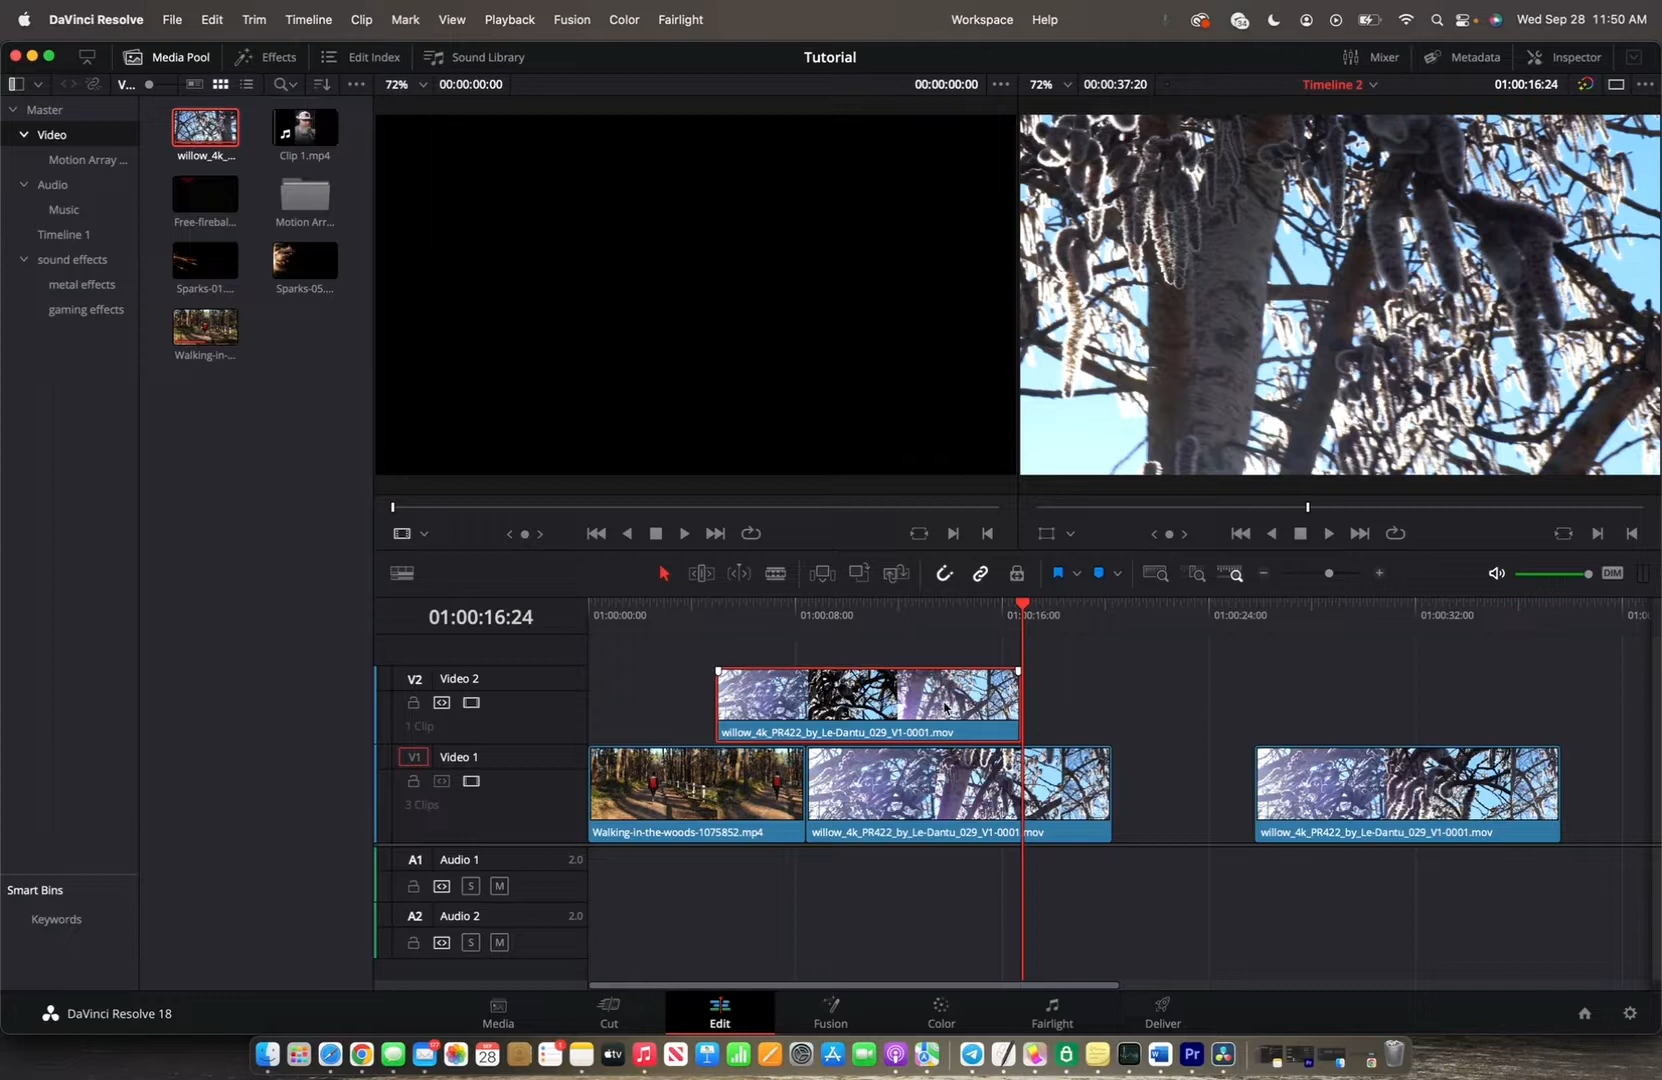 DaVinci Resolve File Edit Trim Timeline Clip Mark View Playback Fusion Color Fairlight Workspace Help Wed Sep 28 11:50 AM
Media Pool Effects Edit Index Sound Library Tutorial Mixer Metadata Inspector
V... 72% 00:00:00:00 00:00:00:00 72% 00:00:37:20 Timeline 2 01:00:16:24
Master
Video
Motion Array ...
Audio
Music
Timeline 1
sound effects
metal effects
gaming effects
willow_4k_... Clip 1.mp4
Free-firebal... Motion Arr...
Sparks-01.... Sparks-05....
Walking-in-...
DIM
01:00:16:24 01:00:00:00 01:00:08:00 01:00:16:00 01:00:24:00 01:00:32:00
V2 Video 2
1 Clip
willow_4k_PR422_by_Le-Dantu_029_V1-0001.mov
V1 Video 1
3 Clips
Walking-in-the-woods-1075852.mp4 willow_4k_PR422_by_Le-Dantu_029_V1-0001.mov willow_4k_PR422_by_Le-Dantu_029_V1-0001.mov
A1 Audio 1 2.0
S M
A2 Audio 2 2.0
S M
Smart Bins
Keywords
DaVinci Resolve 18 Media Cut Edit Fusion Color Fairlight Deliver
SEP 28 tv W Pr